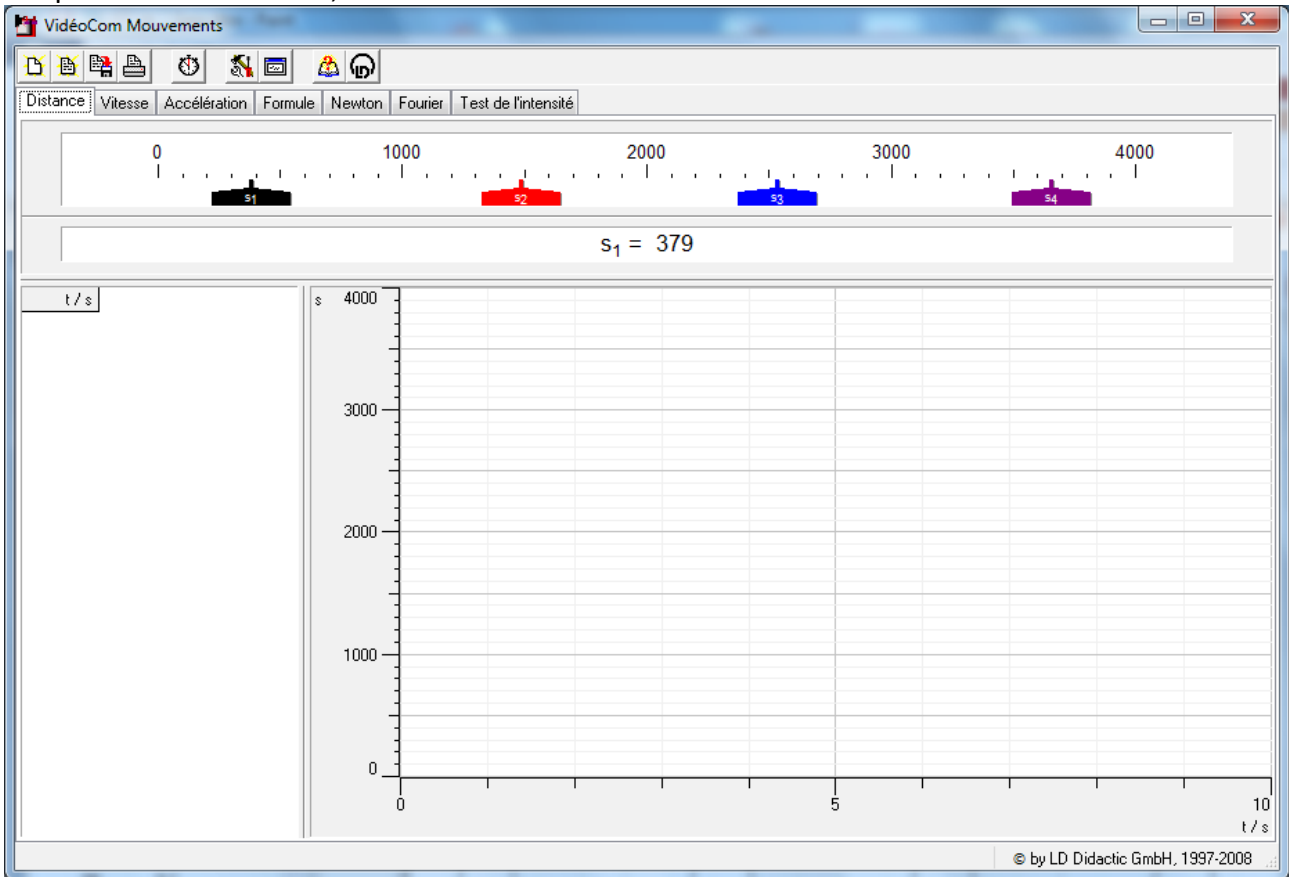 VidéoCom Mouvements
Distance Vitesse Accélération Formule Newton Fourier Test de l'intensité
0 1000 2000 3000 4000
s1 s2 s3 s4
s1 = 379
t / s
s 4000
3000
2000
1000
0
0 5 10
t / s
© by LD Didactic GmbH, 1997-2008